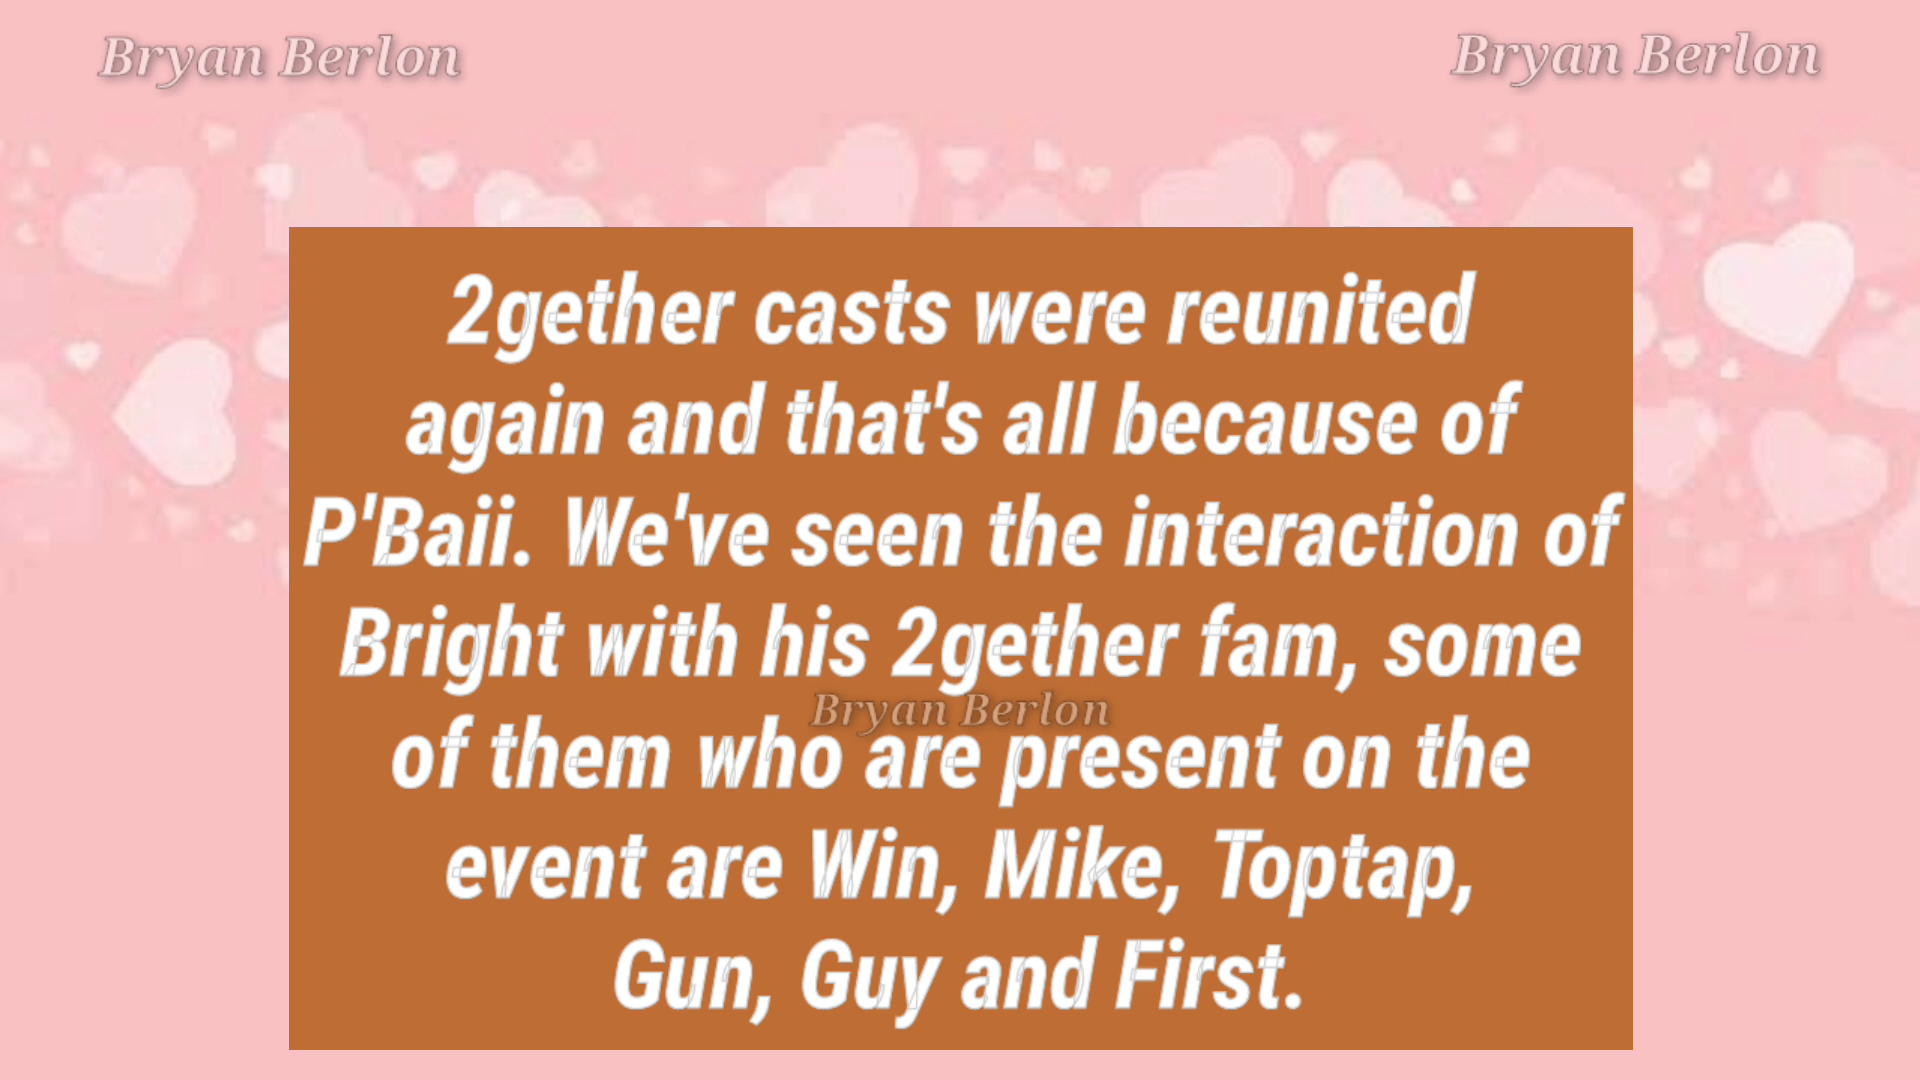 Bryan Berlon Bryan Berlon
2gether casts were reunited
again and that's all because of
P'Baii. We've seen the interaction of
Bright with his 2gether fam, some
Bryan Berlon
of them who are present on the
event are Win, Mike, Toptap,
Gun, Guy and First.